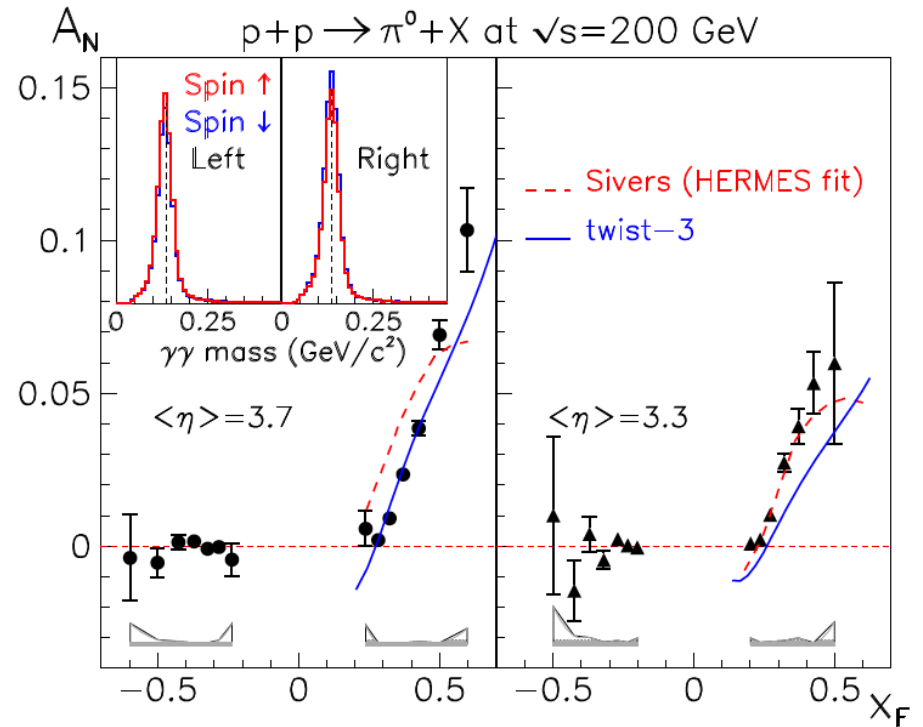 A_N
p+p → π⁰+X at √s=200 GeV
0.15
0.1
0.05
0
Spin ↑
Spin ↓
Left
Right
0
0.25
0
0.25
γγ mass (GeV/c²)
<η>=3.7
Sivers (HERMES fit)
twist-3
<η>=3.3
-0.5
0
0.5
-0.5
0
0.5
x_F